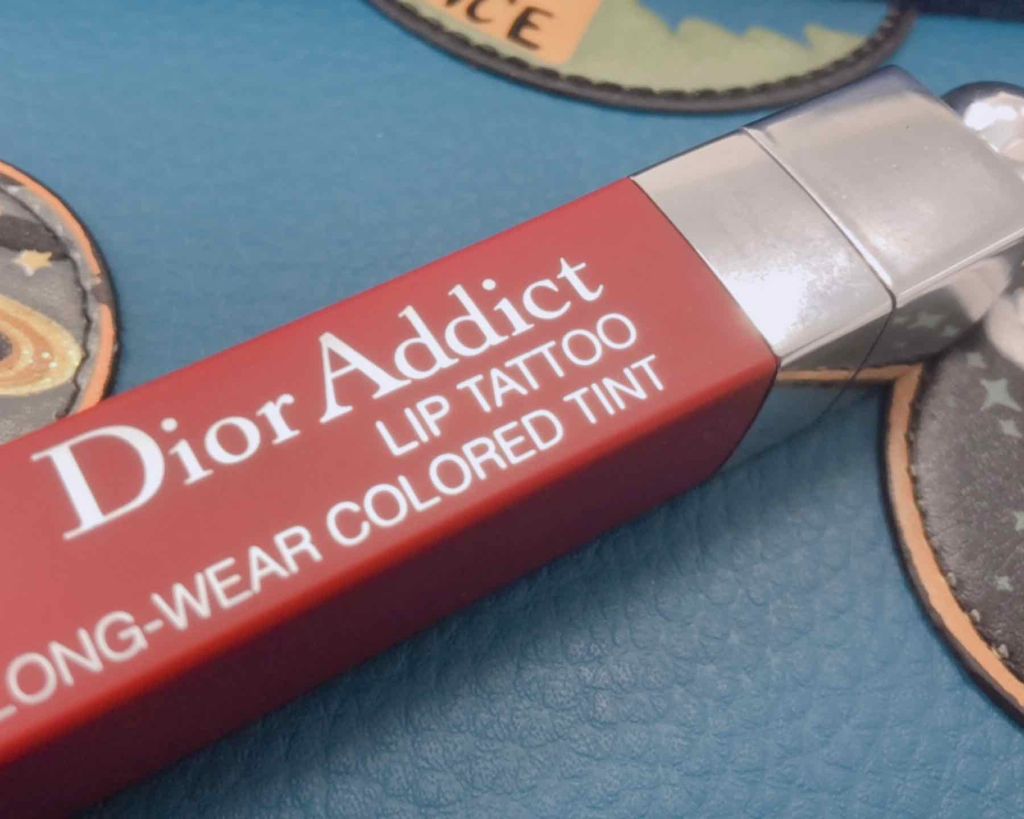 Dior Addict
LIP TATTOO
LONG-WEAR COLORED TINT